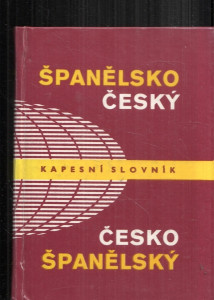 ŠPANĚLSKO
ČESKÝ
KAPESNÍ SLOVNÍK
ČESKO
ŠPANĚLSKÝ